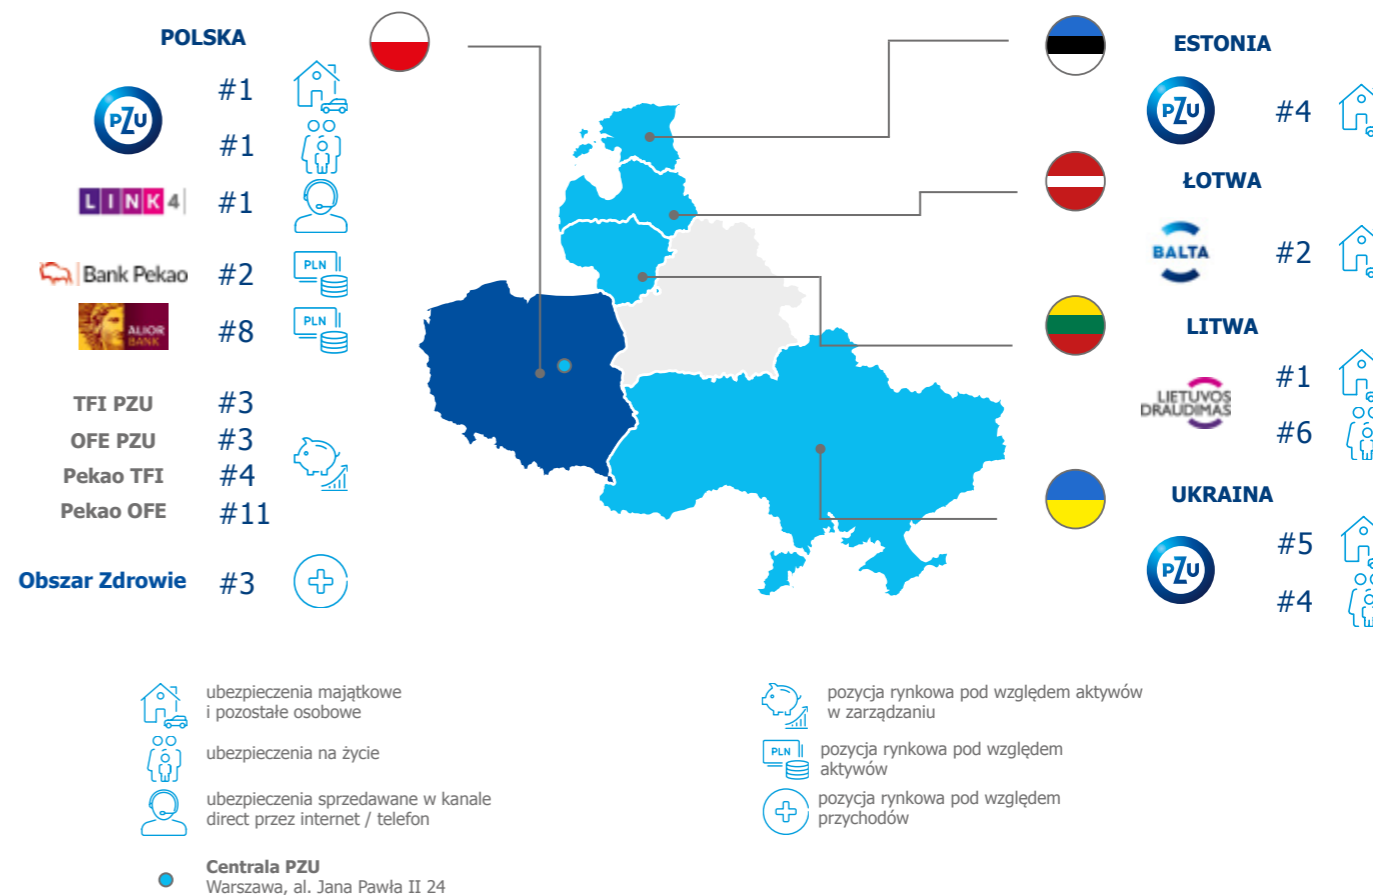 POLSKA
PZU
#1
#1
LINK4
#1
Bank Pekao
#2
PLN
ALIOR
BANK
#8
PLN
TFI PZU
#3
OFE PZU
#3
Pekao TFI
#4
Pekao OFE
#11
Obszar Zdrowie
#3
ESTONIA
PZU
#4
ŁOTWA
BALTA
#2
LITWA
LIETUVOS
DRAUDIMAS
#1
#6
UKRAINA
PZU
#5
#4
ubezpieczenia majątkowe
i pozostałe osobowe
ubezpieczenia na życie
ubezpieczenia sprzedawane w kanale
direct przez internet / telefon
Centrala PZU
Warszawa, al. Jana Pawła II 24
pozycja rynkowa pod względem aktywów
w zarządzaniu
PLN
pozycja rynkowa pod względem
aktywów
pozycja rynkowa pod względem
przychodów